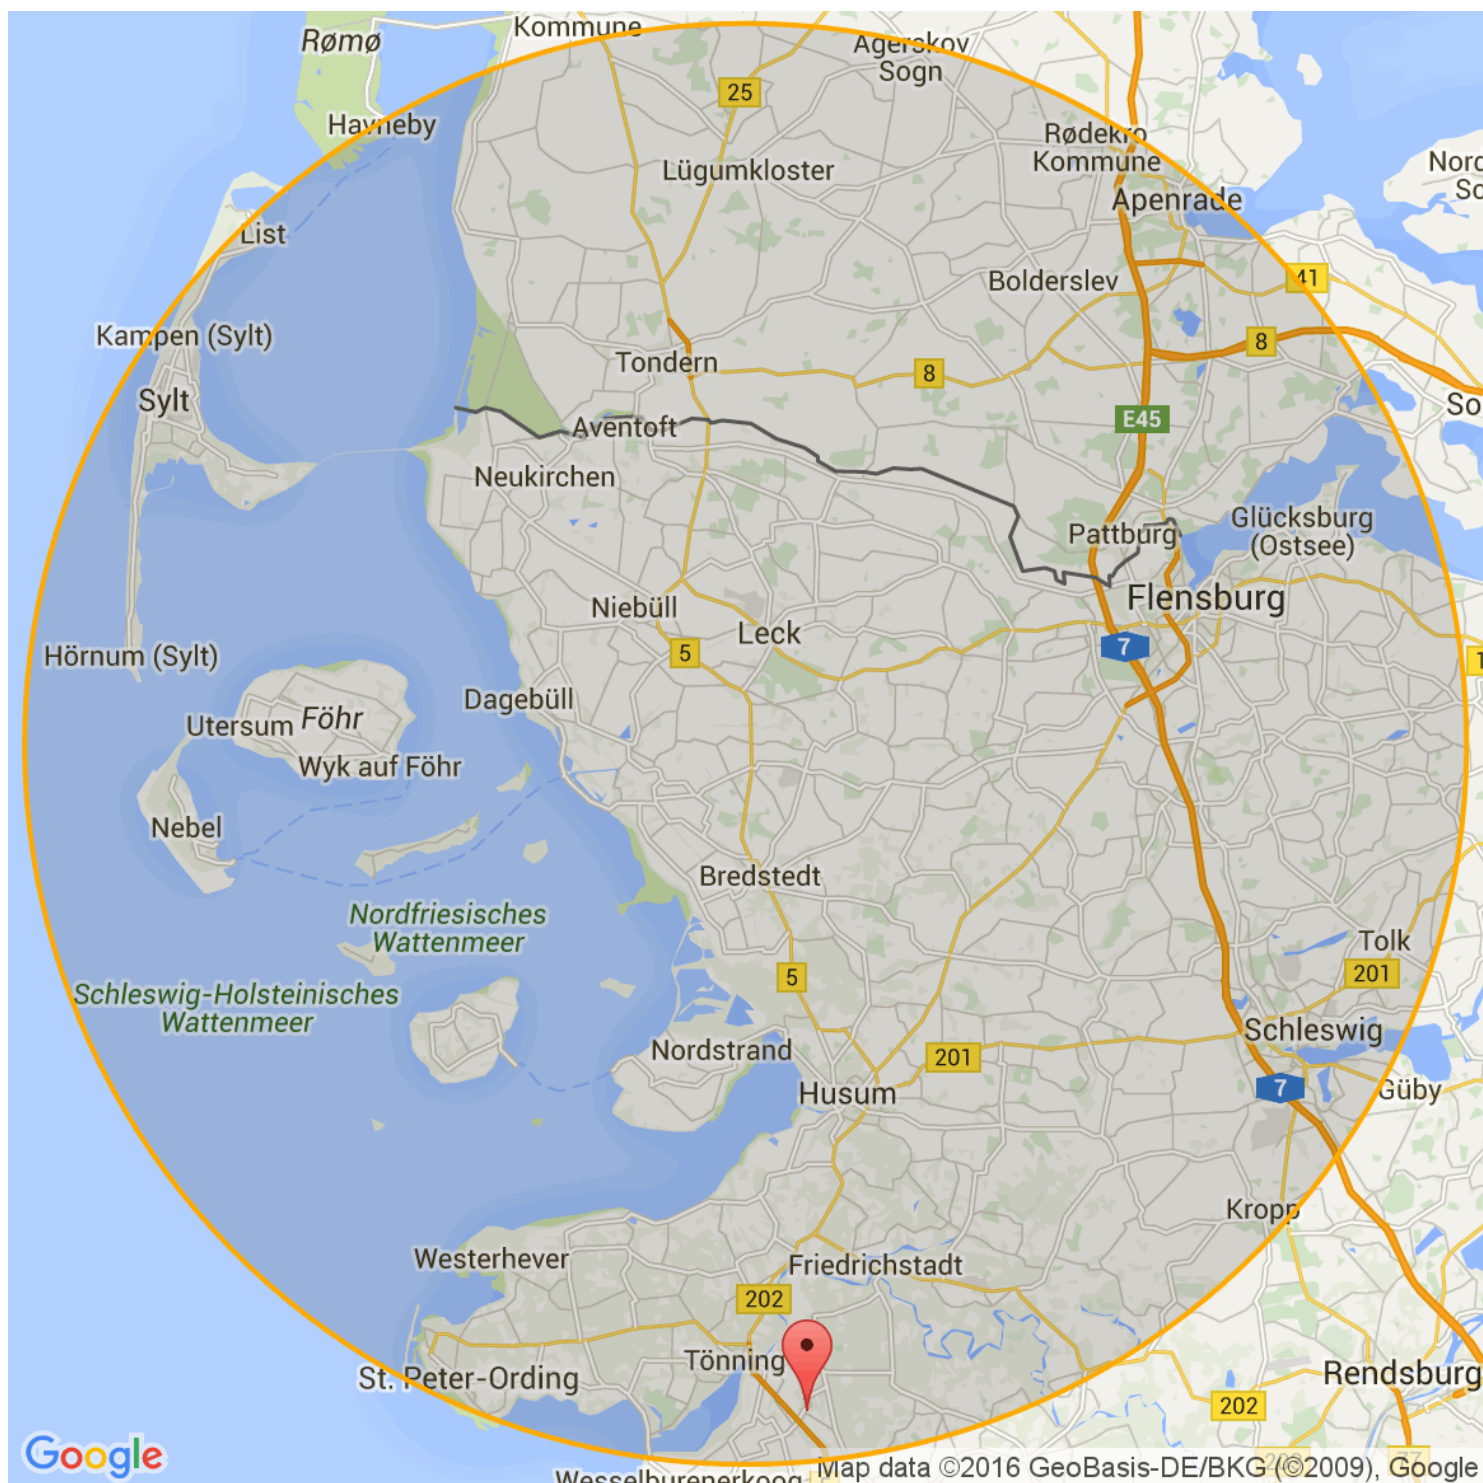 Kommune
Rømø
Agerskov
Sogn
25
Havneby
Rødekro
Kommune
Lügumkloster
Apenrade
List
Bolderslev
41
Kampen (Sylt)
8
Tondern
8
Sylt
E45
Aventoft
Neukirchen
Glücksburg
(Ostsee)
Pattburg
Flensburg
Niebüll
Leck
7
5
Hörnum (Sylt)
Dagebüll
Utersum
Föhr
Wyk auf Föhr
Nebel
Bredstedt
Nordfriesisches
Wattenmeer
Tolk
201
5
Schleswig-Holsteinisches
Wattenmeer
Schleswig
Nordstrand
201
Husum
7
Güby
Kropp
Westerhever
Friedrichstadt
202
Tönning
St. Peter-Ording
Rendsburg
202
Google
Map data ©2016 GeoBasis-DE/BKG (©2009), Google
Wesselburenerkoog